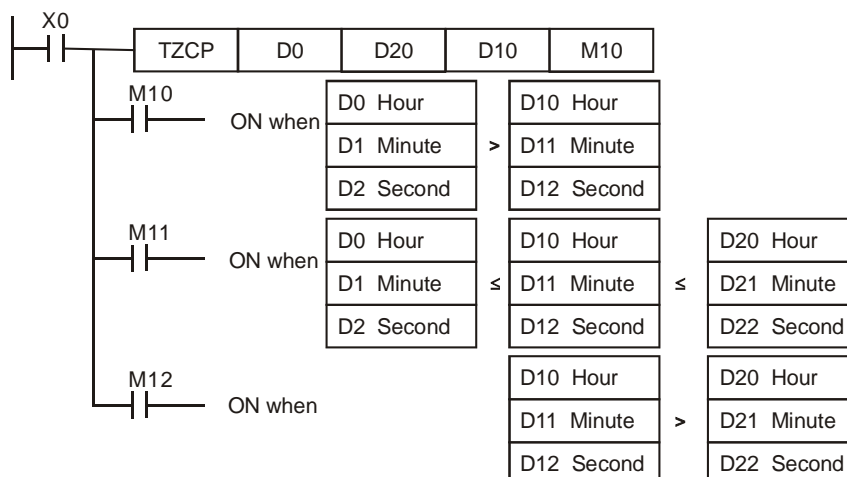 X0
TZCP D0 D20 D10 M10
M10
ON when
D0 Hour
D1 Minute
D2 Second
>
D10 Hour
D11 Minute
D12 Second
M11
ON when
D0 Hour
D1 Minute
D2 Second
≤
D10 Hour
D11 Minute
D12 Second
≤
D20 Hour
D21 Minute
D22 Second
M12
ON when
D10 Hour
D11 Minute
D12 Second
>
D20 Hour
D21 Minute
D22 Second